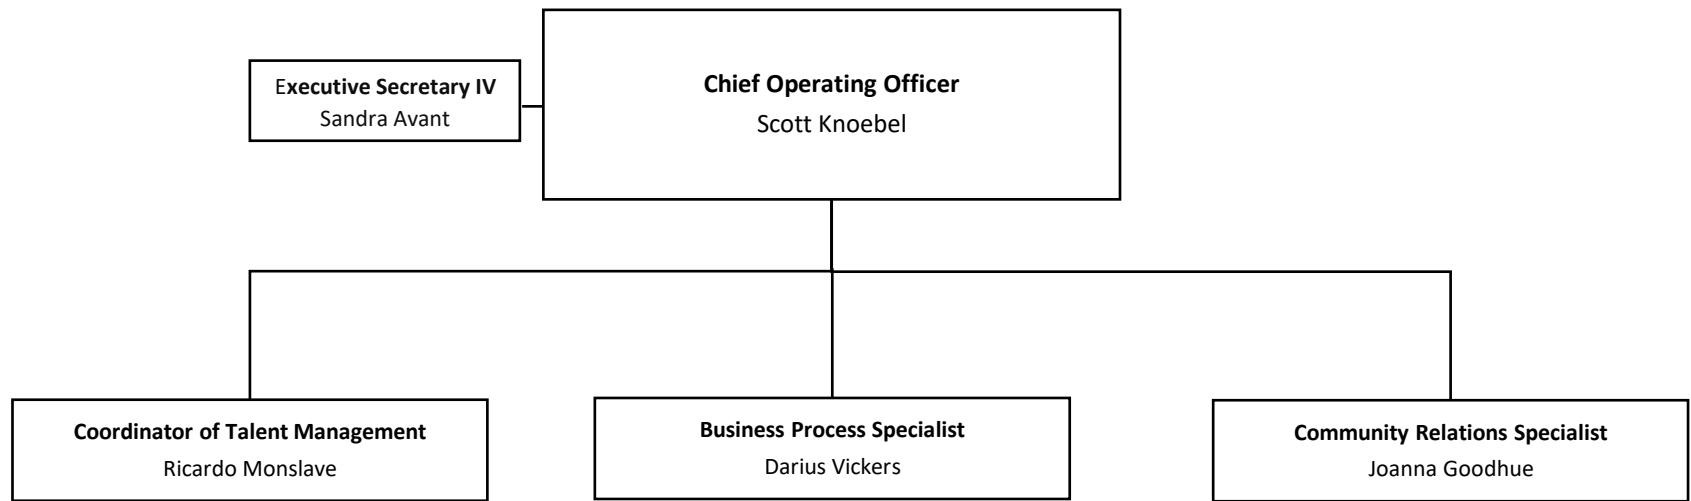 Executive Secretary IV
Sandra Avant
Chief Operating Officer
Scott Knoebel
Coordinator of Talent Management
Ricardo Monslave
Business Process Specialist
Darius Vickers
Community Relations Specialist
Joanna Goodhue